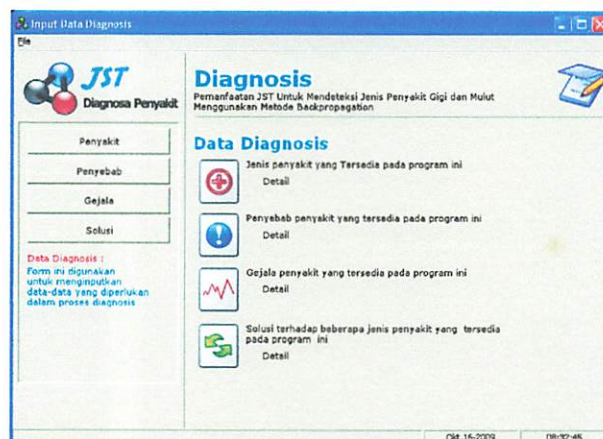 Input Data Diagnosis
File
JST
Diagnosa Penyakit
Diagnosis
Pemanfaatan JST Untuk Mendeteksi Jenis Penyakit Gigi dan Mulut
Menggunakan Metode Backpropagation
Penyakit
Penyebab
Gejala
Solusi
Data Diagnosis :
Form ini digunakan
untuk menginputkan
data-data yang diperlukan
dalam proses diagnosis
Data Diagnosis
Jenis penyakit yang Tersedia pada program ini
Detail
Penyebab penyakit yang tersedia pada program ini
Detail
Gejala penyakit yang tersedia pada program ini
Detail
Solusi terhadap beberapa jenis penyakit yang tersedia
pada program ini
Detail
Okt 16-2009
08:32:45